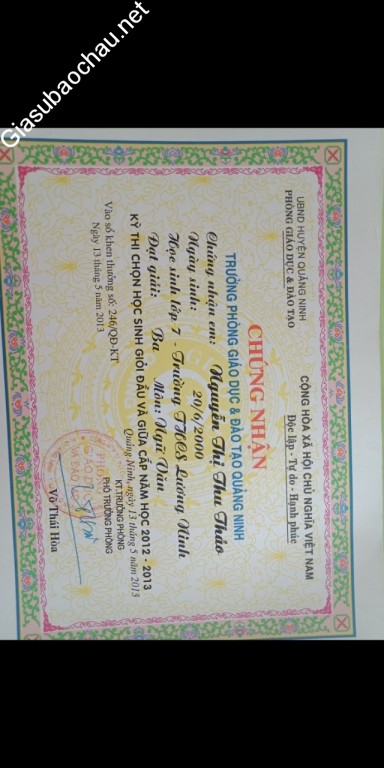 Giasubaochau.net
UBND HUYỆN QUẢNG NINH
PHÒNG GIÁO DỤC & ĐÀO TẠO
CỘNG HÒA XÃ HỘI CHỦ NGHĨA VIỆT NAM
Độc lập - Tự do - Hạnh phúc
CHỨNG NHẬN
TRƯỞNG PHÒNG GIÁO DỤC & ĐÀO TẠO QUẢNG NINH
Chứng nhận em: Nguyễn Thị Thu Thảo
Ngày sinh: 20/6/2000
Học sinh lớp 7 - Trường THCS Lương Ninh
Đạt giải: Ba Môn: Ngữ Văn
KỲ THI CHỌN HỌC SINH GIỎI ĐẦU VÀ GIỮA CẤP NĂM HỌC 2012 - 2013
Vào sổ khen thưởng số: 246/QĐ-KT
Ngày 13 tháng 5 năm 2013
Quảng Ninh, ngày 13 tháng 5 năm 2013
KT.TRƯỞNG PHÒNG
PHÓ TRƯỞNG PHÒNG
Võ Thái Hòa